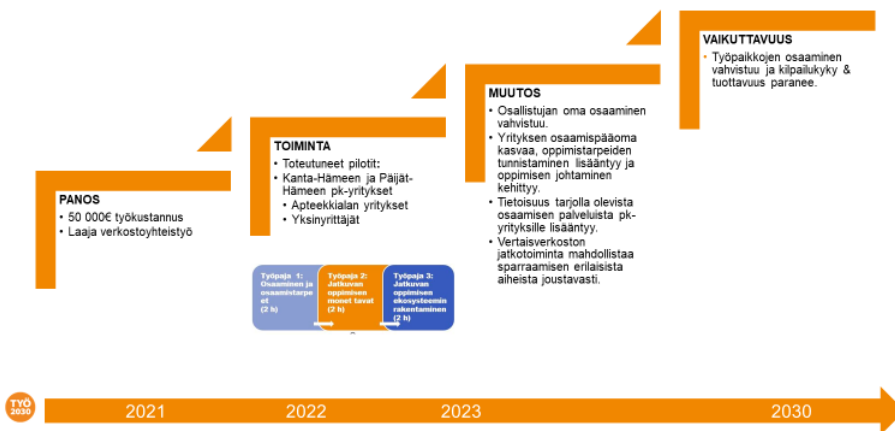 PANOS
• 50 000€ työkustannus
• Laaja verkostoyhteistyö
TOIMINTA
• Toteutuneet pilotit:
• Kanta-Hämeen ja Päijät-
Hämeen pk-yritykset
• Apteekkialan yritykset
• Yksinyrittäjät
Työpaja 1:
Osaaminen ja
osaamistarpe
et
(2 h)
Työpaja 2:
Jatkuvan
oppimisen
monet tavat
(2 h)
Työpaja 3:
Jatkuvan
oppimisen
ekosysteemin
rakentaminen
(2 h)
MUUTOS
• Osallistujan oma osaaminen
vahvistuu.
• Yrityksen osaamispääoma
kasvaa, oppimistarpeiden
tunnistaminen lisääntyy ja
oppimisen johtaminen
kehittyy.
• Tietoisuus tarjolla olevista
osaamisen palveluista pk-
yrityksille lisääntyy.
• Vertaisverkoston
jatkotoiminta mahdollistaa
sparraamisen erilaisista
aiheista joustavasti.
VAIKUTTAVUUS
• Työpaikkojen osaaminen
vahvistuu ja kilpailukyky &
tuottavuus paranee.
TYÖ
2030
2021
2022
2023
2030